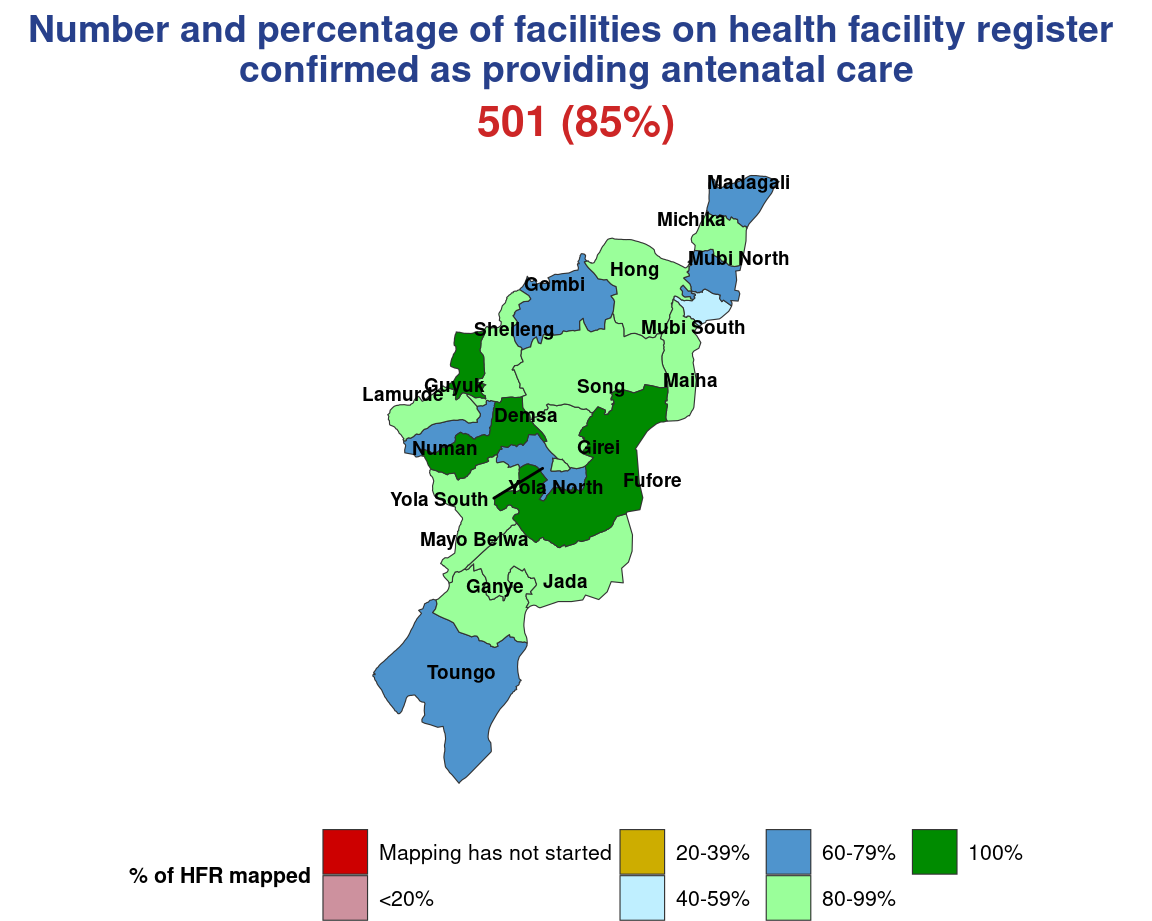 Number and percentage of facilities on health facility register
confirmed as providing antenatal care
501 (85%)
Madagali
Michika
Mubi North
Hong
Gombi
Mubi South
Shelleng
Maiha
Guyuk
Song
Lamurde
Demsa
Girei
Numan
Fufore
Yola North
Yola South
Mayo Belwa
Jada
Ganye
Toungo
% of HFR mapped
Mapping has not started
<20%
20-39%
40-59%
60-79%
80-99%
100%